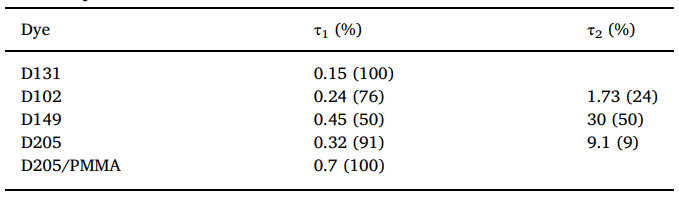 Dye τ₁ (%) τ₂ (%)
D131 0.15 (100)
D102 0.24 (76) 1.73 (24)
D149 0.45 (50) 30 (50)
D205 0.32 (91) 9.1 (9)
D205/PMMA 0.7 (100)